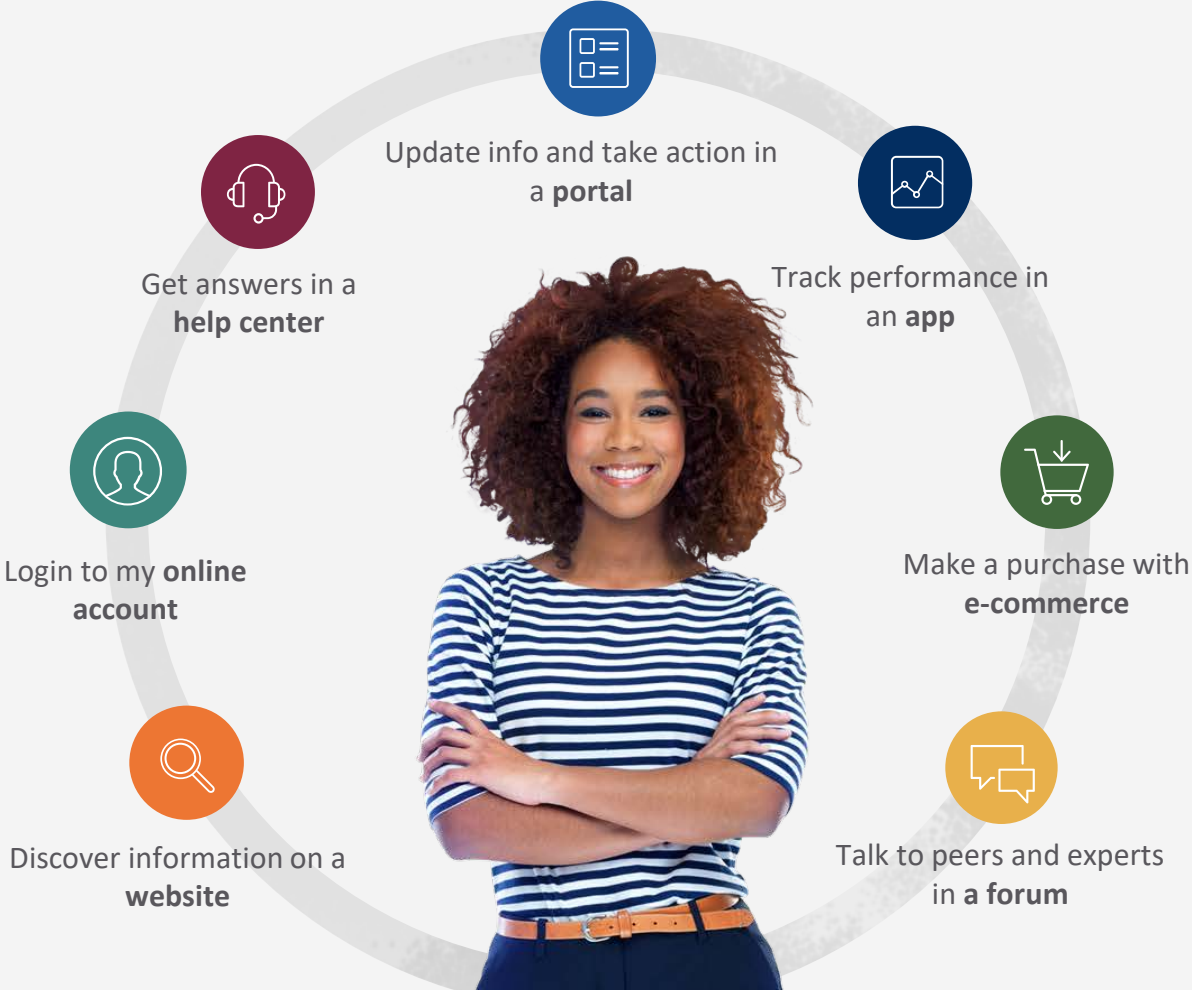 Update info and take action in
a portal
Get answers in a
help center
Track performance in
an app
Login to my online
account
Make a purchase with
e-commerce
Discover information on a
website
Talk to peers and experts
in a forum